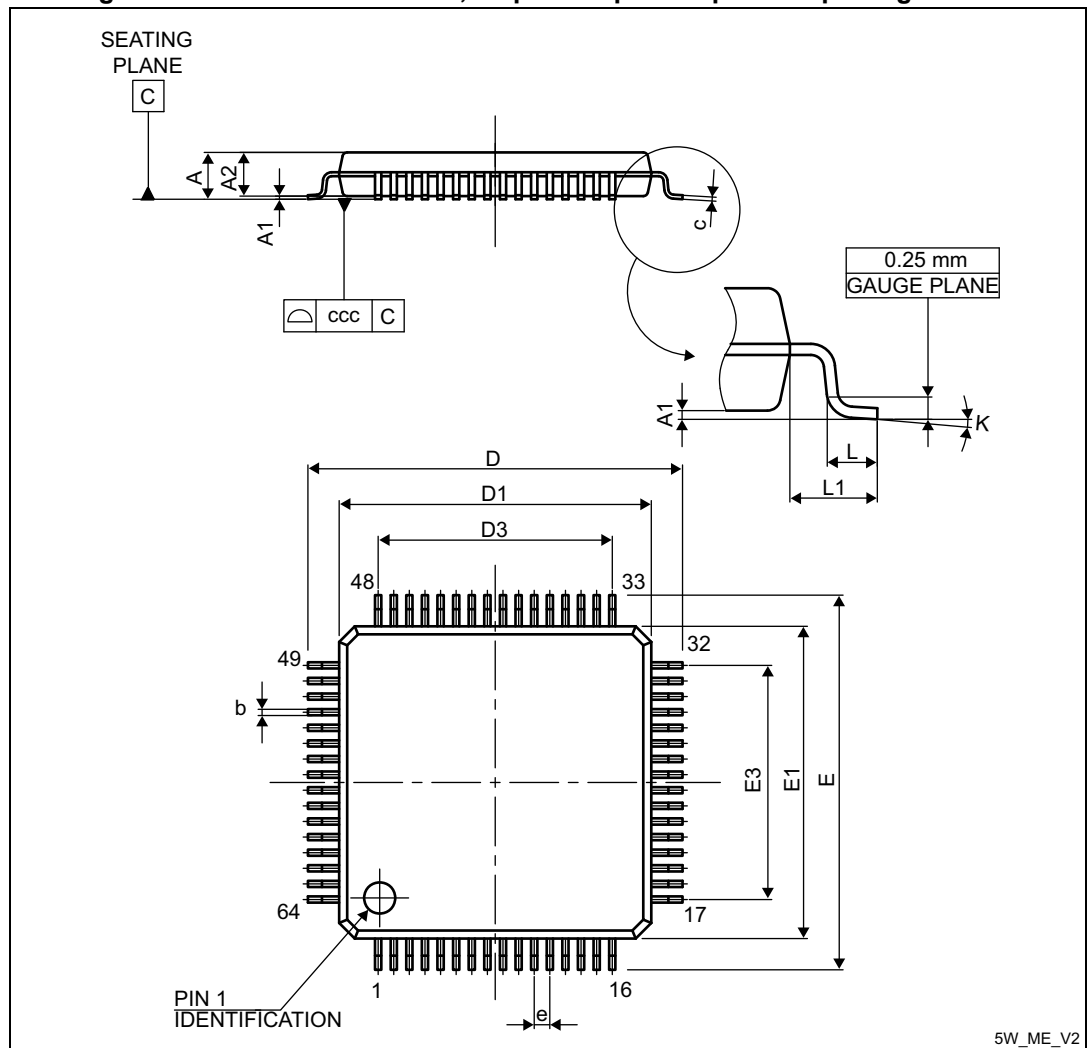 SEATING
PLANE
C
A
A2
A1
c
ccc C
0.25 mm
GAUGE PLANE
A1
K
L
L1
D
D1
D3
48
33
49
32
b
E3
E1
E
64
17
1
16
PIN 1
IDENTIFICATION
e
5W_ME_V2